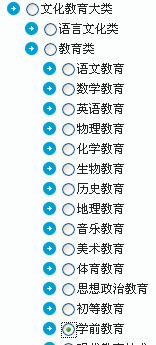 文化教育大类
语言文化类
教育类
语文教育
数学教育
英语教育
物理教育
化学教育
生物教育
历史教育
地理教育
音乐教育
美术教育
体育教育
思想政治教育
初等教育
学前教育